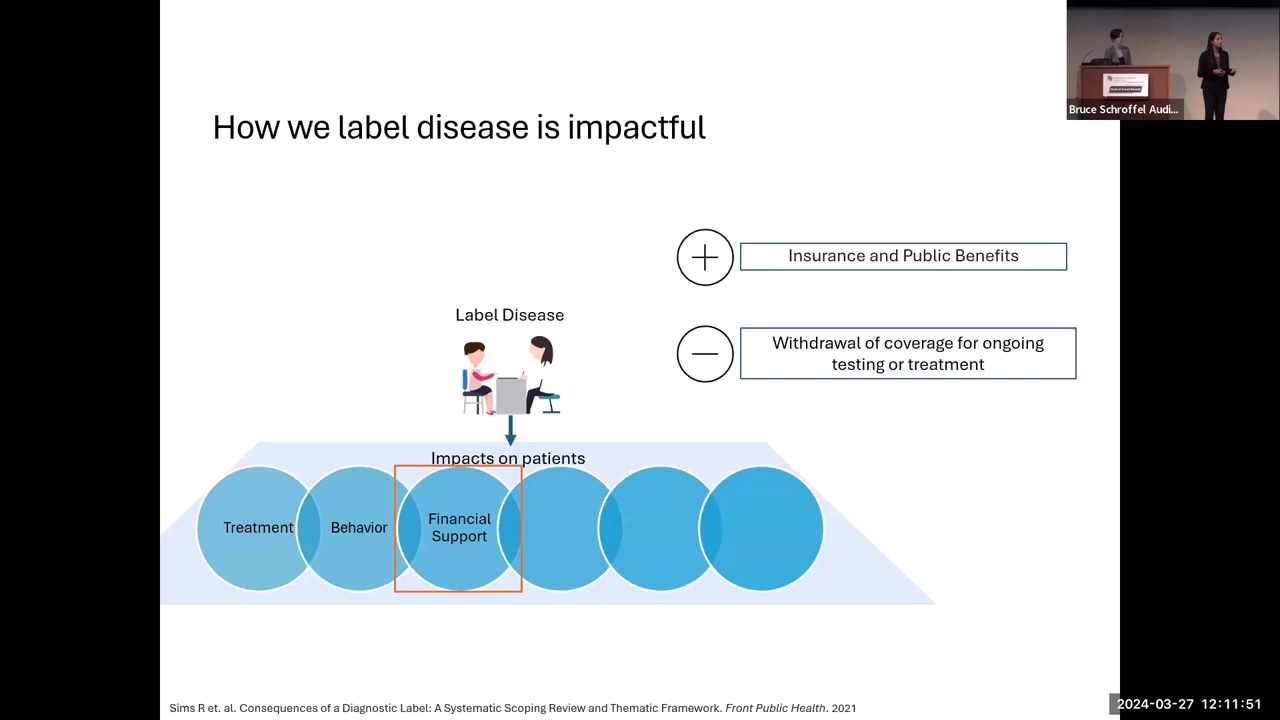 Bruce Schroffel Audi...
How we label disease is impactful
Insurance and Public Benefits
Label Disease
Withdrawal of coverage for ongoing
testing or treatment
Impacts on patients
Treatment
Behavior
Financial
Support
Sims R et. al. Consequences of a Diagnostic Label: A Systematic Scoping Review and Thematic Framework. Front Public Health. 2021
2024-03-27 12:11:51